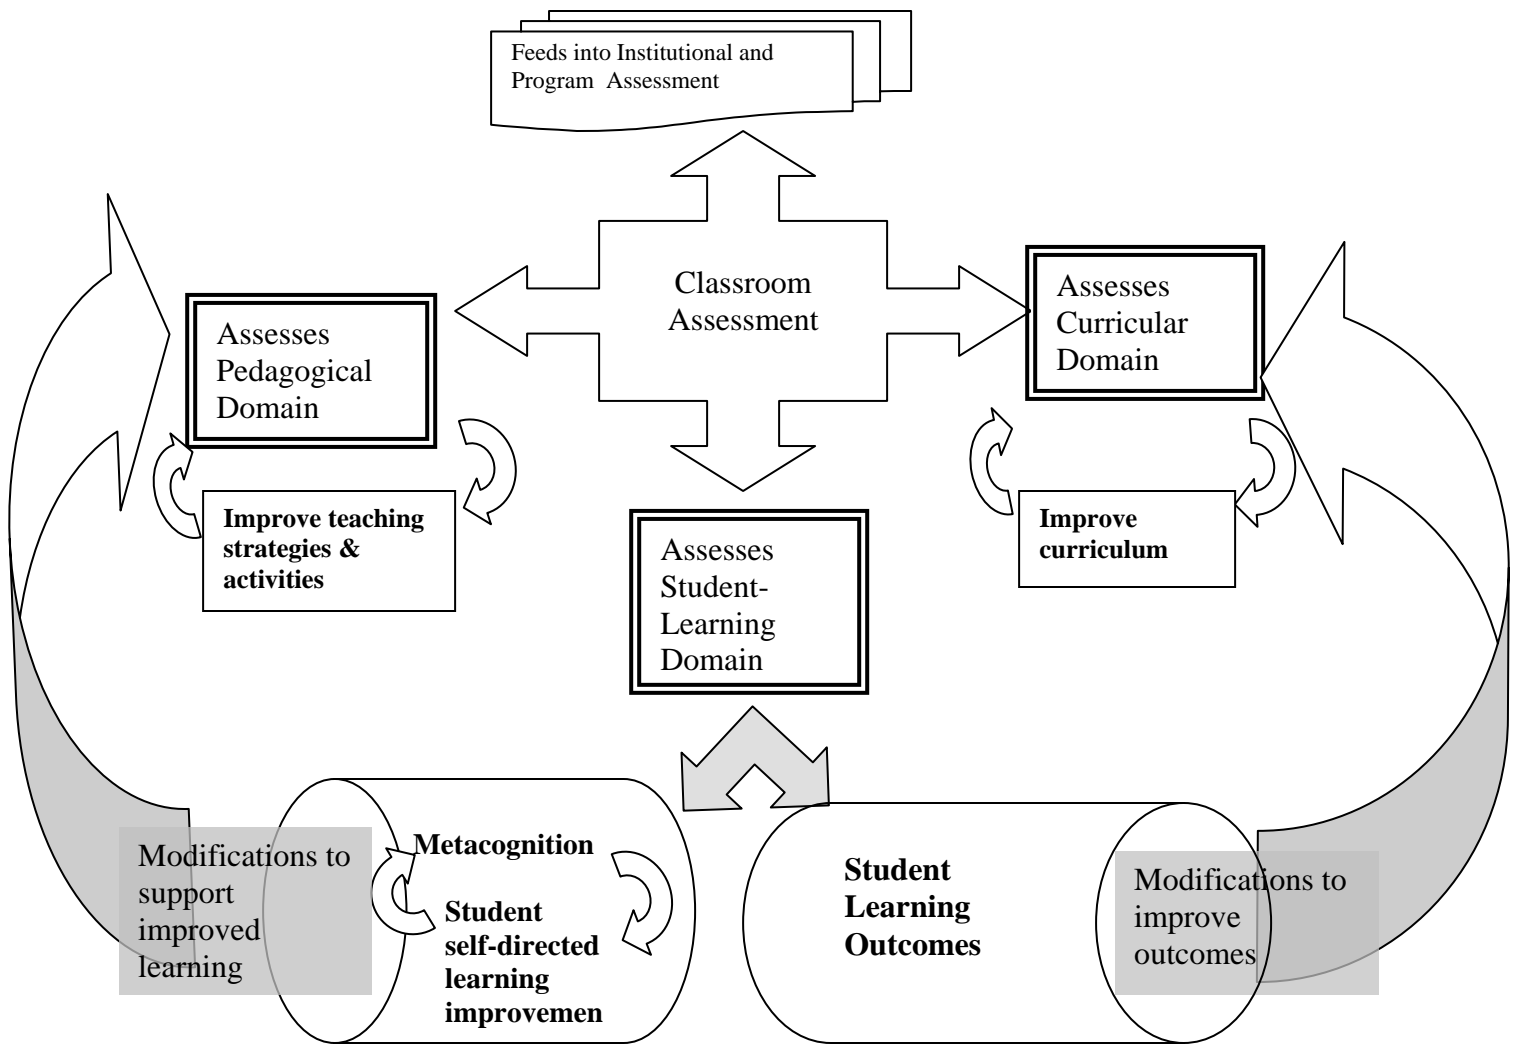 Feeds into Institutional and
Program Assessment
Classroom
Assessment
Assesses
Pedagogical
Domain
Assesses
Curricular
Domain
Improve teaching
strategies &
activities
Improve
curriculum
Assesses
Student-
Learning
Domain
Modifications to
support
improved
learning
Metacognition
Student
self-directed
learning
improvemen
Student
Learning
Outcomes
Modifications to
improve
outcomes